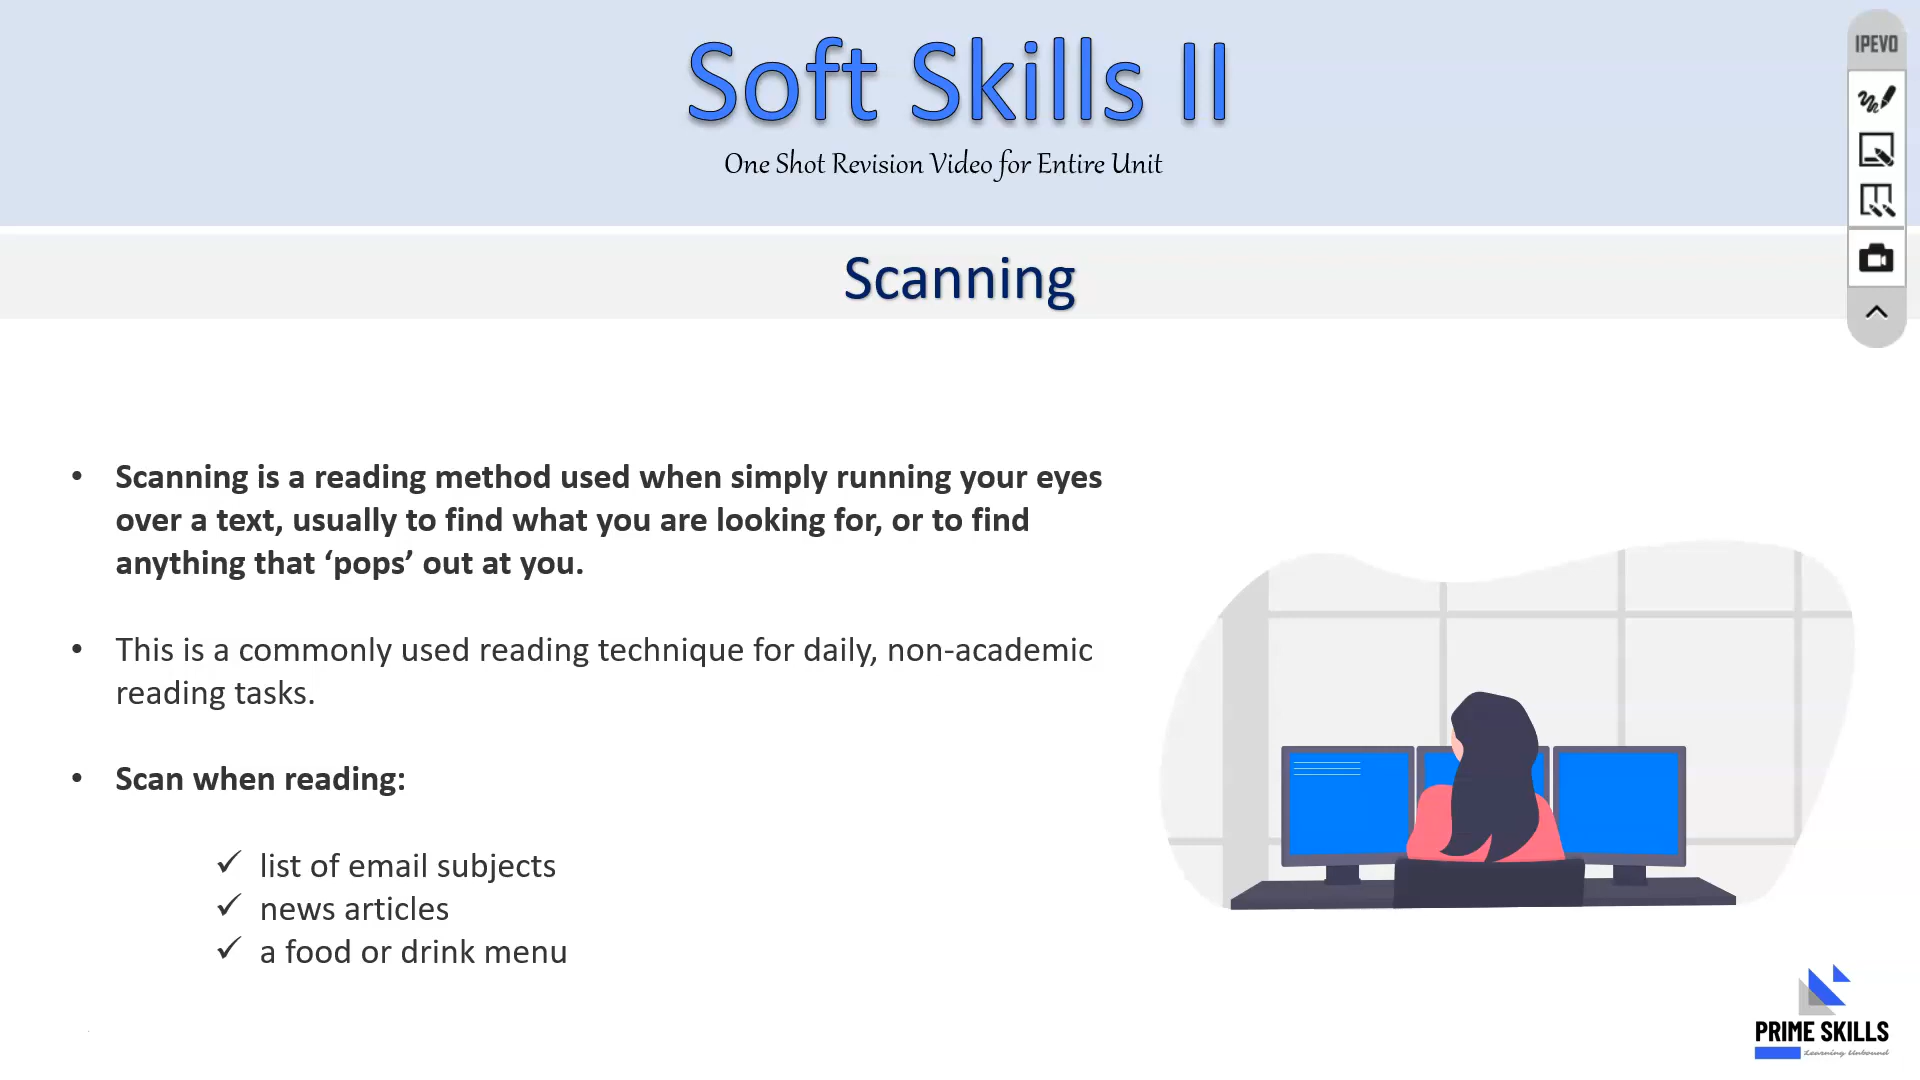 Soft Skills II
One Shot Revision Video for Entire Unit
IPEVO
Scanning
• Scanning is a reading method used when simply running your eyes
over a text, usually to find what you are looking for, or to find
anything that ‘pops’ out at you.
• This is a commonly used reading technique for daily, non-academic
reading tasks.
• Scan when reading:
✓ list of email subjects
✓ news articles
✓ a food or drink menu
PRIME SKILLS
Learning Unbound